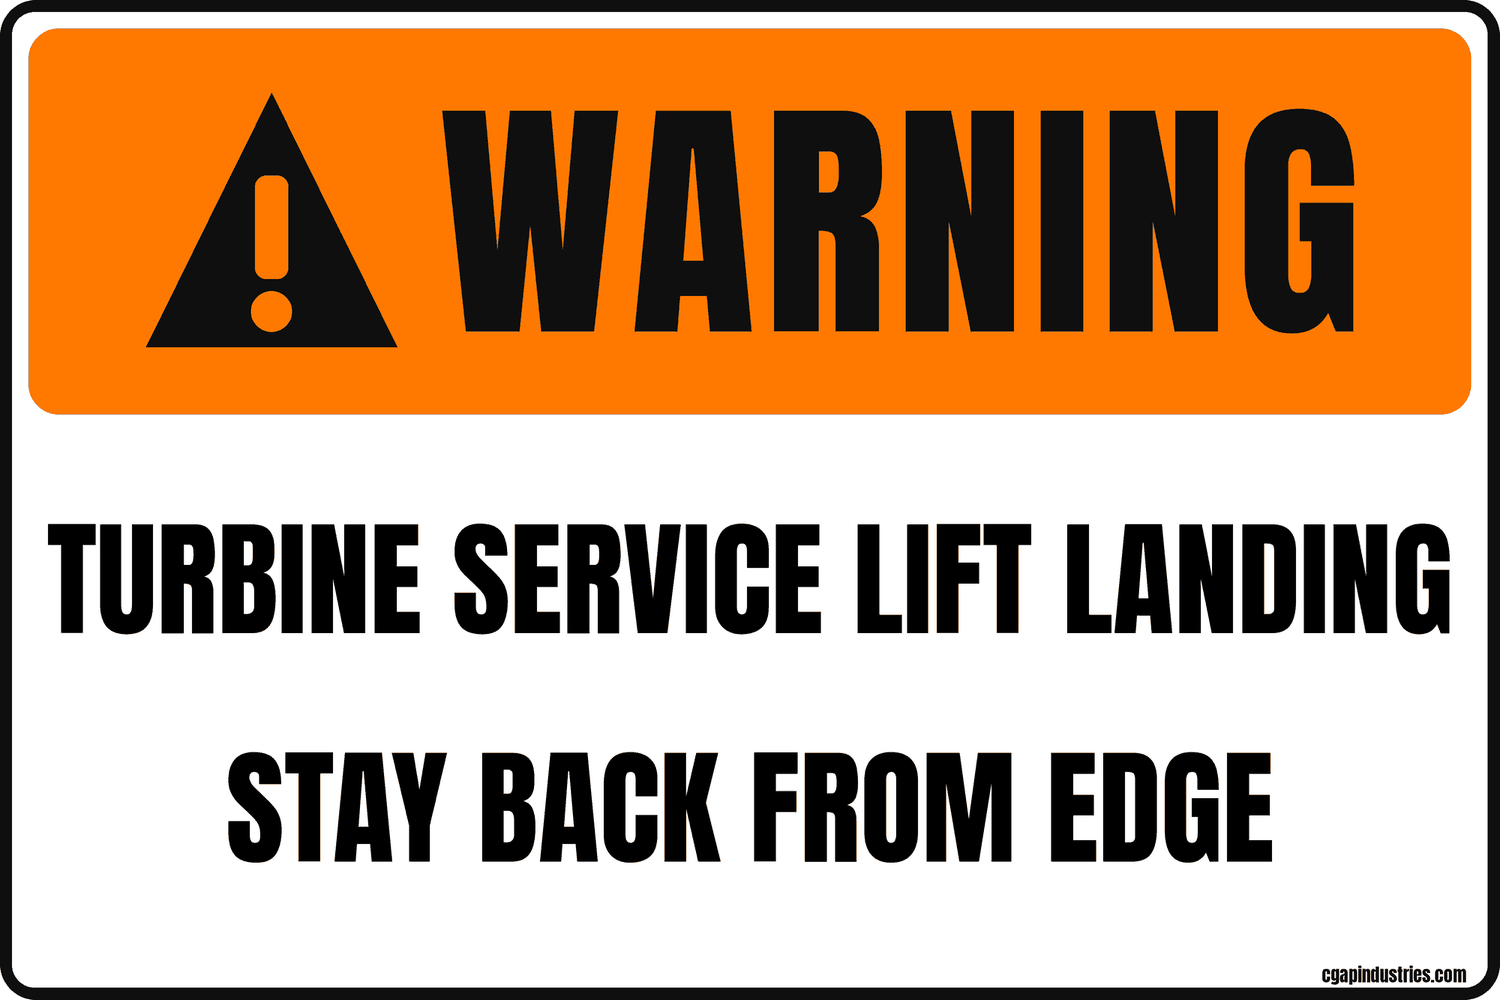 WARNING
TURBINE SERVICE LIFT LANDING
STAY BACK FROM EDGE
cgapindustries.com